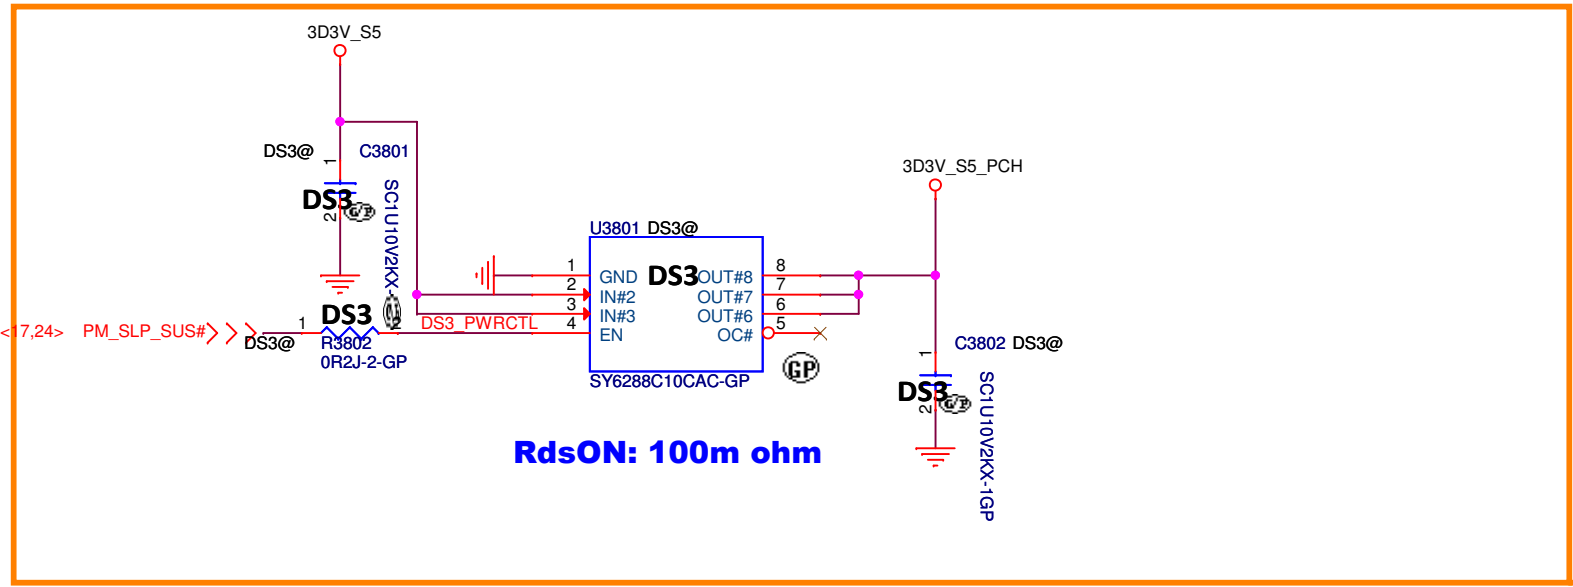 3D3V_S5
DS3@
1
C3801
DS3
2
G/P
SC1U10V2KX-
3D3V_S5_PCH
U3801 DS3@
1
GND
DS3
OUT#8
8
2
IN#2
OUT#7
7
3
IN#3
OUT#6
6
4
EN
OC#
5
<17,24> PM_SLP_SUS#
1
DS3
2
DS3_PWRCTL
DS3@
R3802
0R2J-2-GP
SY6288C10CAC-GP
GP
C3802 DS3@
1
DS3
2
G/P
SC1U10V2KX-1GP
RdsON: 100m ohm